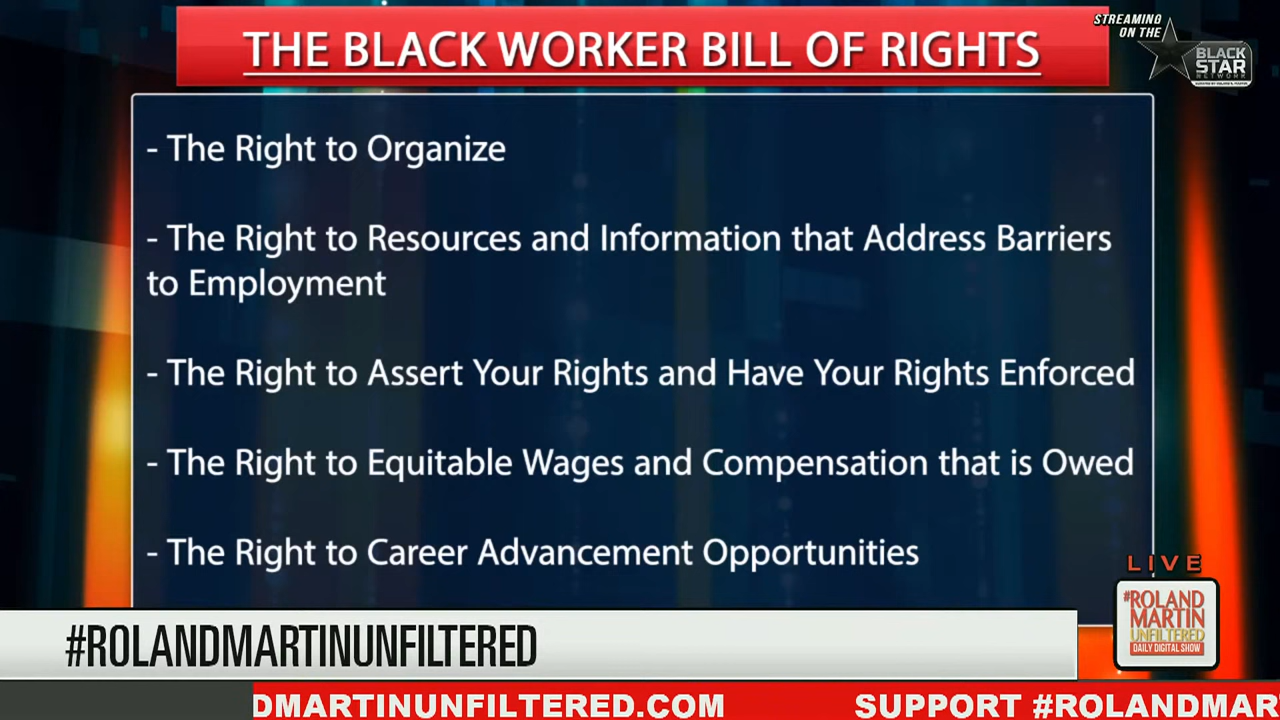 THE BLACK WORKER BILL OF RIGHTS
STREAMING
ON THE
BLACK
STAR
NETWORK
- The Right to Organize
- The Right to Resources and Information that Address Barriers
to Employment
- The Right to Assert Your Rights and Have Your Rights Enforced
- The Right to Equitable Wages and Compensation that is Owed
- The Right to Career Advancement Opportunities
LIVE
#ROLAND
MARTIN
UNFILTERED
DAILY DIGITAL SHOW
#ROLANDMARTINUNFILTERED
DMARTINUNFILTERED.COM SUPPORT #ROLANDMAR